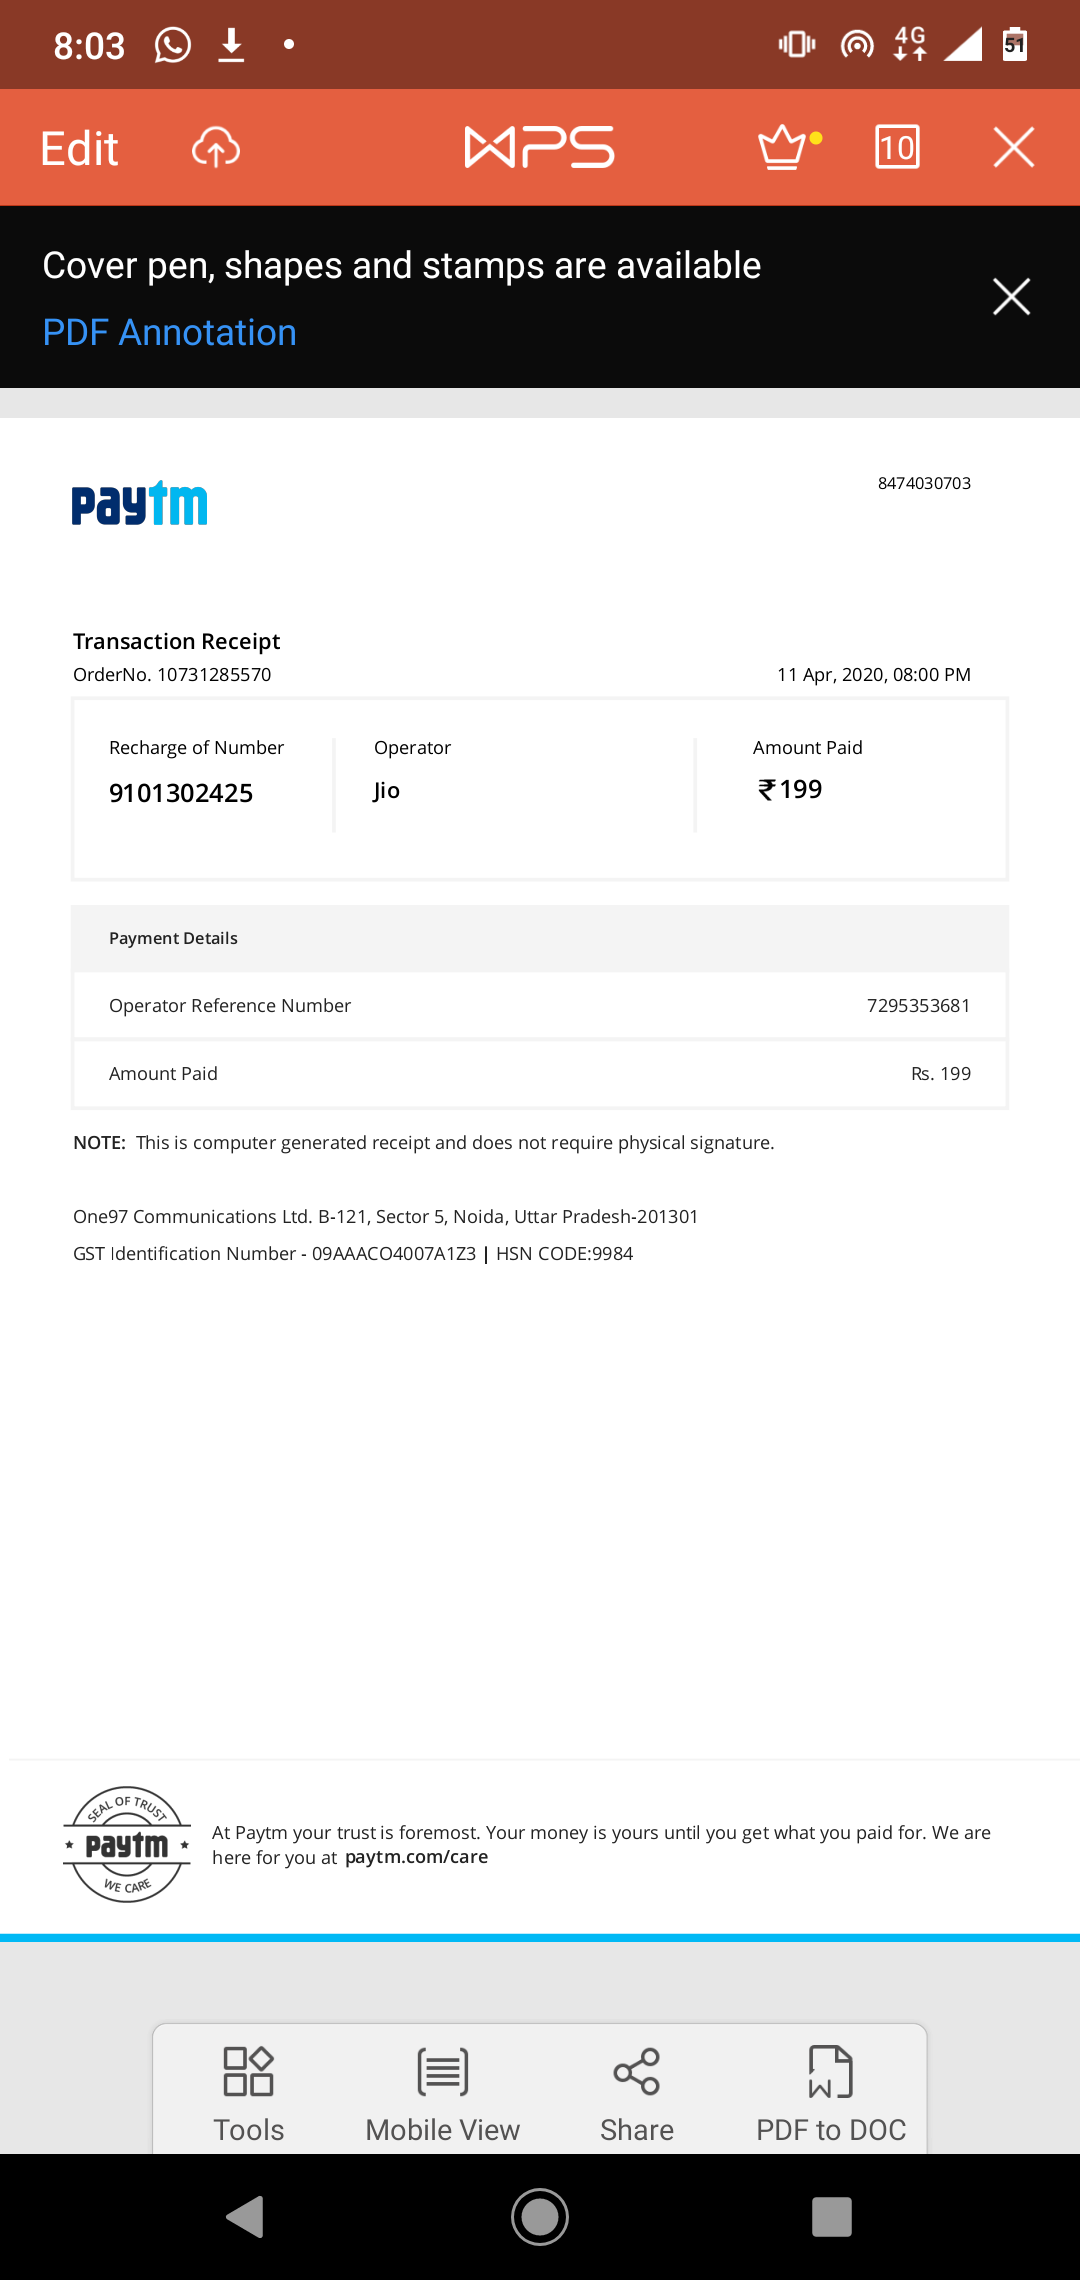 8:03 4G 51
Edit WPS 10
Cover pen, shapes and stamps are available
PDF Annotation
paytm 8474030703
Transaction Receipt
OrderNo. 10731285570 11 Apr, 2020, 08:00 PM
Recharge of Number Operator Amount Paid
9101302425 Jio ₹199
Payment Details
Operator Reference Number 7295353681
Amount Paid Rs. 199
NOTE: This is computer generated receipt and does not require physical signature.
One97 Communications Ltd. B-121, Sector 5, Noida, Uttar Pradesh-201301
GST Identification Number - 09AAACO4007A1Z3 | HSN CODE:9984
SEAL OF TRUST
paytm
WE CARE
At Paytm your trust is foremost. Your money is yours until you get what you paid for. We are
here for you at paytm.com/care
Tools Mobile View Share PDF to DOC